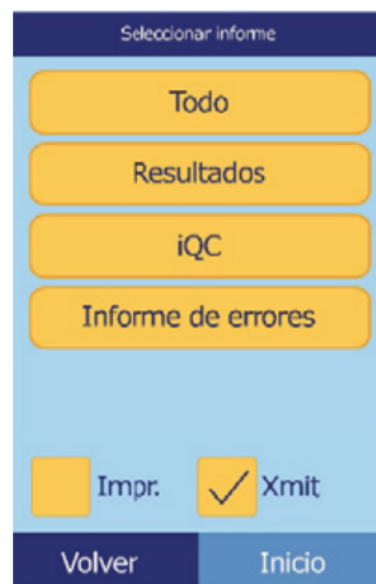 Seleccionar informe
Todo
Resultados
iQC
Informe de errores
Impr. Xmit
Volver Inicio